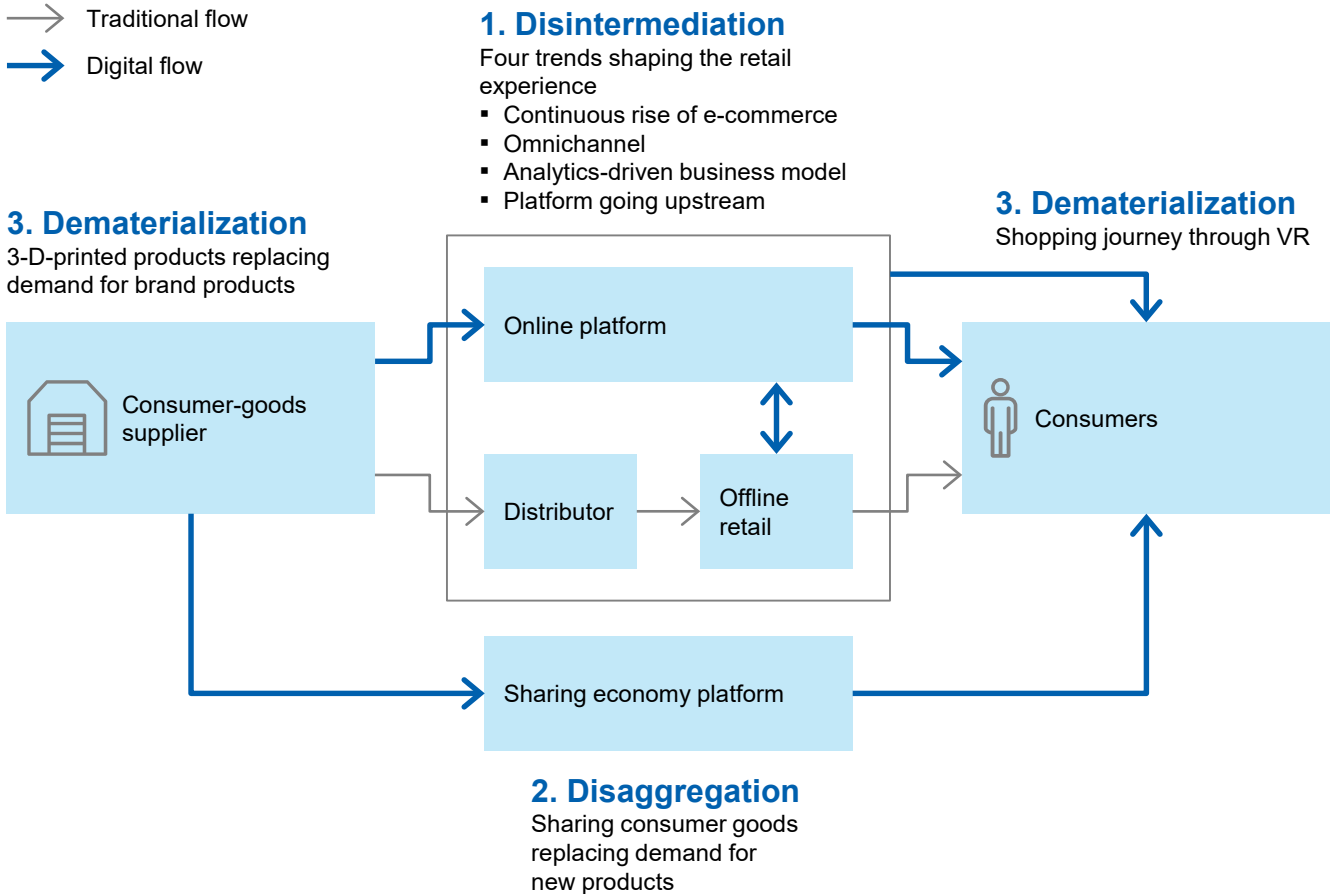 Traditional flow
Digital flow
1. Disintermediation
Four trends shaping the retail
experience
▪ Continuous rise of e-commerce
▪ Omnichannel
▪ Analytics-driven business model
▪ Platform going upstream
3. Dematerialization
3-D-printed products replacing
demand for brand products
3. Dematerialization
Shopping journey through VR
Online platform
Consumer-goods
supplier
Consumers
Distributor
Offline
retail
Sharing economy platform
2. Disaggregation
Sharing consumer goods
replacing demand for
new products